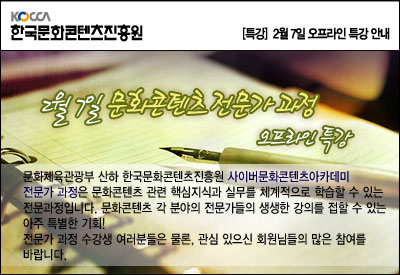 KOCCA
한국문화콘텐츠진흥원
[특강] 2월 7일 오프라인 특강 안내
2월 7일 문화콘텐츠 전문가 과정
오프라인 특강
문화체육관광부 산하 한국문화콘텐츠진흥원 사이버문화콘텐츠아카데미
전문가 과정은 문화콘텐츠 관련 핵심지식과 실무를 체계적으로 학습할 수 있는
전문과정입니다. 문화콘텐츠 각 분야의 전문가들의 생생한 강의를 접할 수 있는
아주 특별한 기회!
전문가 과정 수강생 여러분들은 물론, 관심 있으신 회원님들의 많은 참여를
바랍니다.